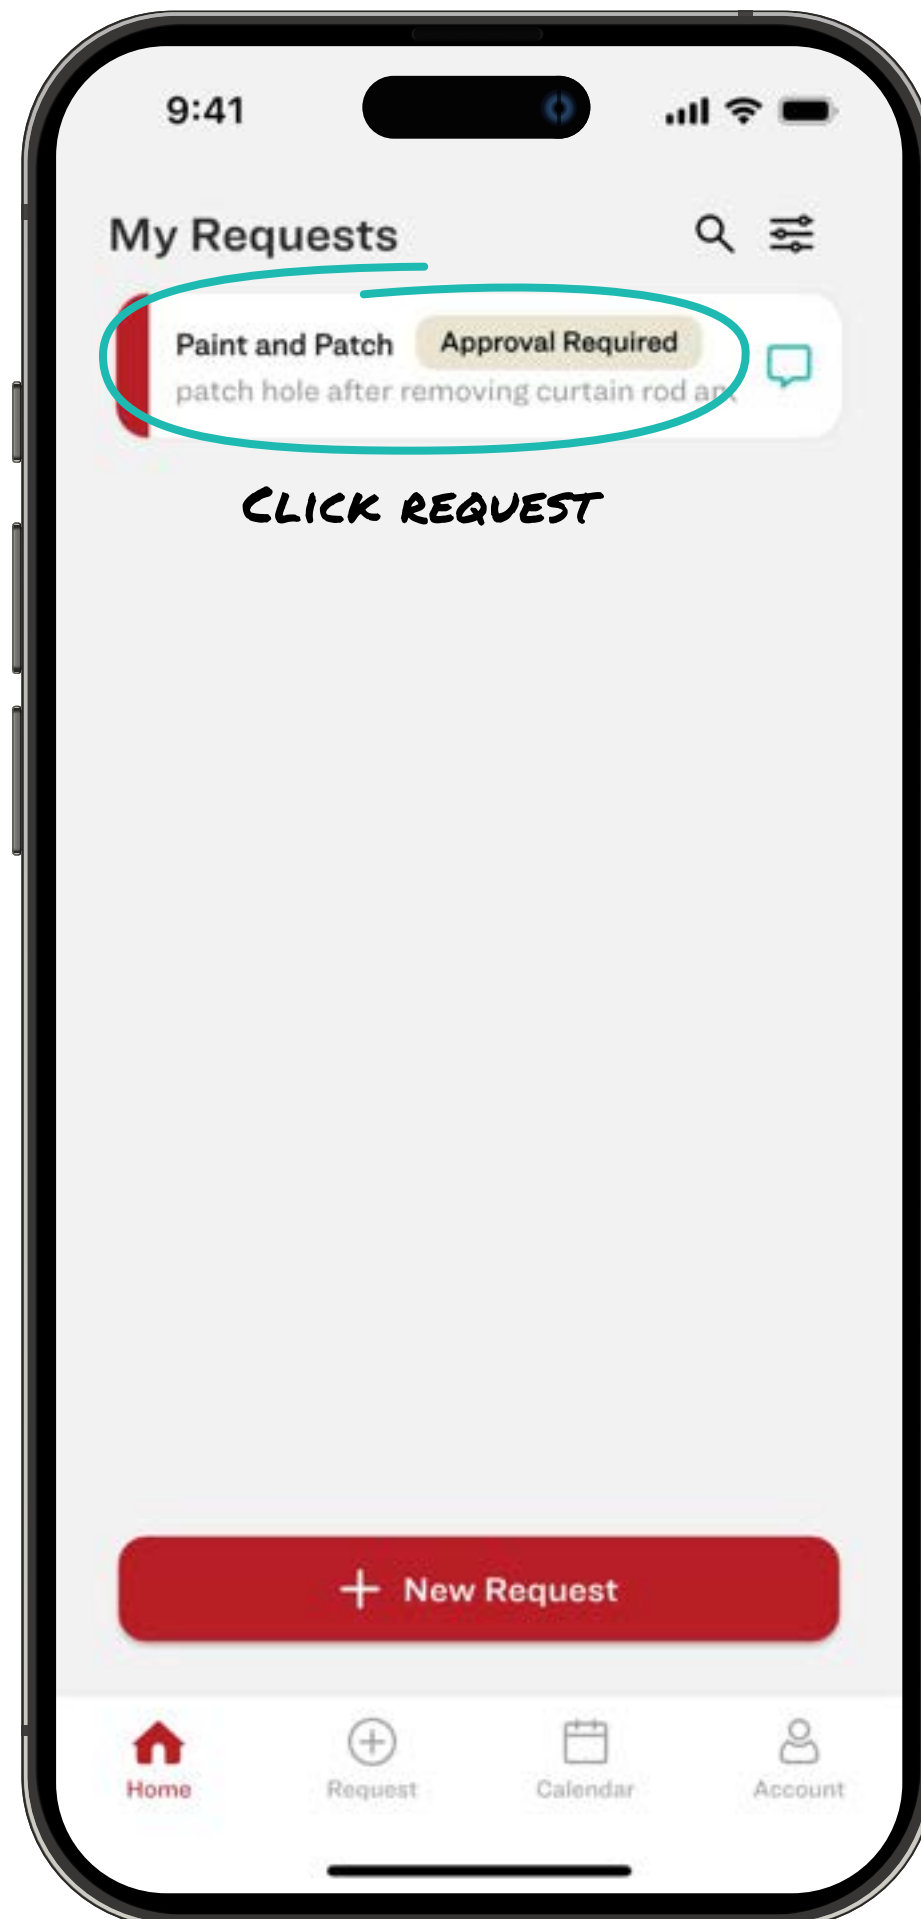 9:41
My Requests
Paint and Patch Approval Required
patch hole after removing curtain rod
CLICK REQUEST
+ New Request
Home Request Calendar Account